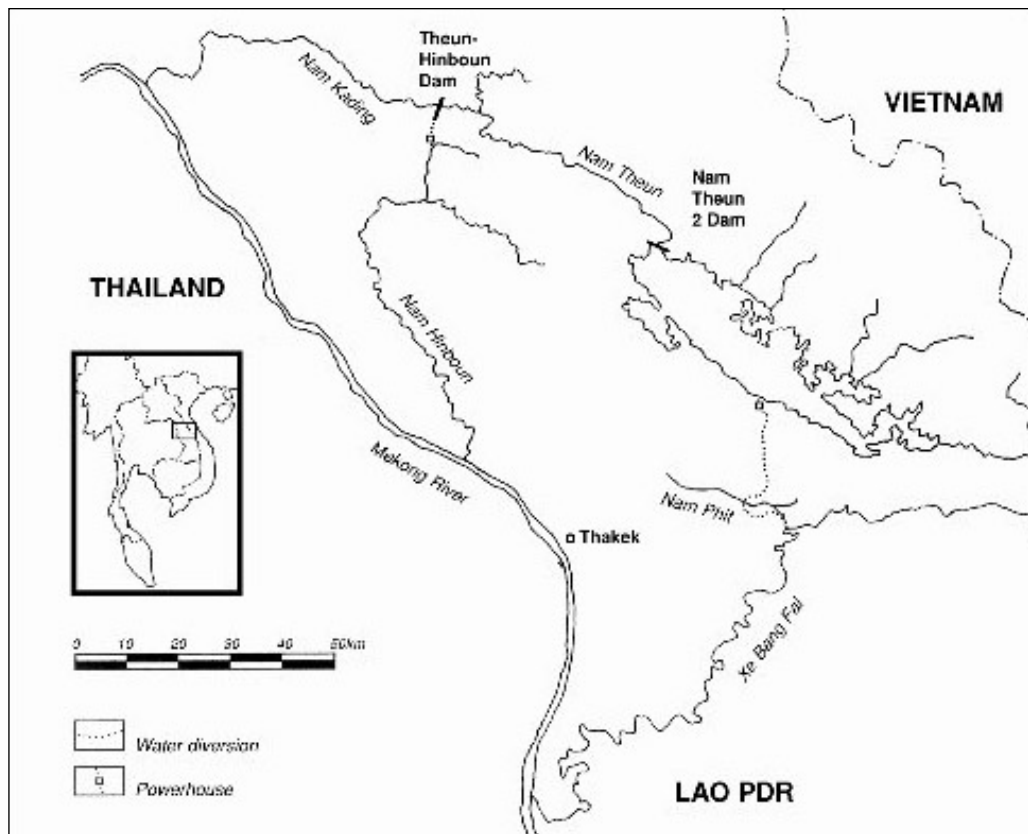 Theun-
Hinboun
Dam
Nam Kading
VIETNAM
Nam Theun
Nam
Theun
2 Dam
THAILAND
Nam Hinboun
Mekong River
Nam Phit
Thakek
Xe Bang Fai
0 10 20 30 40 50km
Water diversion
Powerhouse
LAO PDR